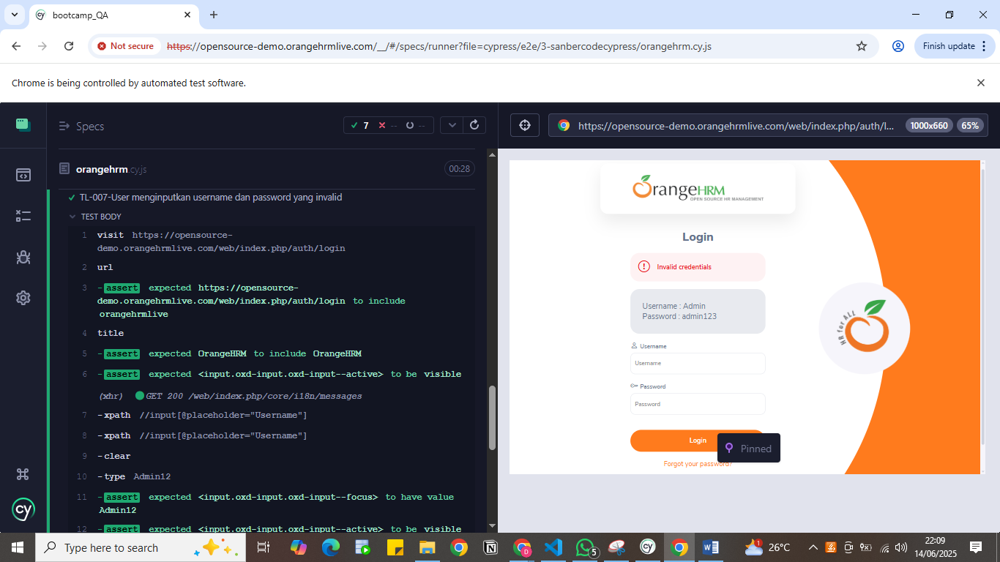 bootcamp_QA
Not secure
https://opensource-demo.orangehrmlive.com/__/#/specs/runner?file=cypress/e2e/3-sanbercodecypress/orangehrm.cy.js
Finish update
Chrome is being controlled by automated test software.
Specs
7
--
--
https://opensource-demo.orangehrmlive.com/web/index.php/auth/l...
1000x660
65%
orangehrm.cy.js
00:28
TL-007-User menginputkan username dan password yang invalid
TEST BODY
1 visit https://opensource-
demo.orangehrmlive.com/web/index.php/auth/login
2 url
3 -assert expected https://opensource-
demo.orangehrmlive.com/web/index.php/auth/login to include
orangehrmlive
4 title
5 -assert expected OrangeHRM to include OrangeHRM
6 -assert expected <input.oxd-input.oxd-input--active> to be visible
(xhr) GET 200 /web/index.php/core/i18n/messages
7 -xpath //input[@placeholder="Username"]
8 -xpath //input[@placeholder="Username"]
9 -clear
10 -type Admin12
11 -assert expected <input.oxd-input.oxd-input--focus> to have value
Admin12
12 -assert expected <input.oxd-input.oxd-input--active> to be visible
cy
OrangeHRM
OPEN SOURCE HR MANAGEMENT
Login
Invalid credentials
Username : Admin
Password : admin123
Username
Username
Password
Password
Login
Forgot your password?
HR for ALL
Pinned
Type here to search
D
5
cy
1
26°C
22:09
14/06/2025